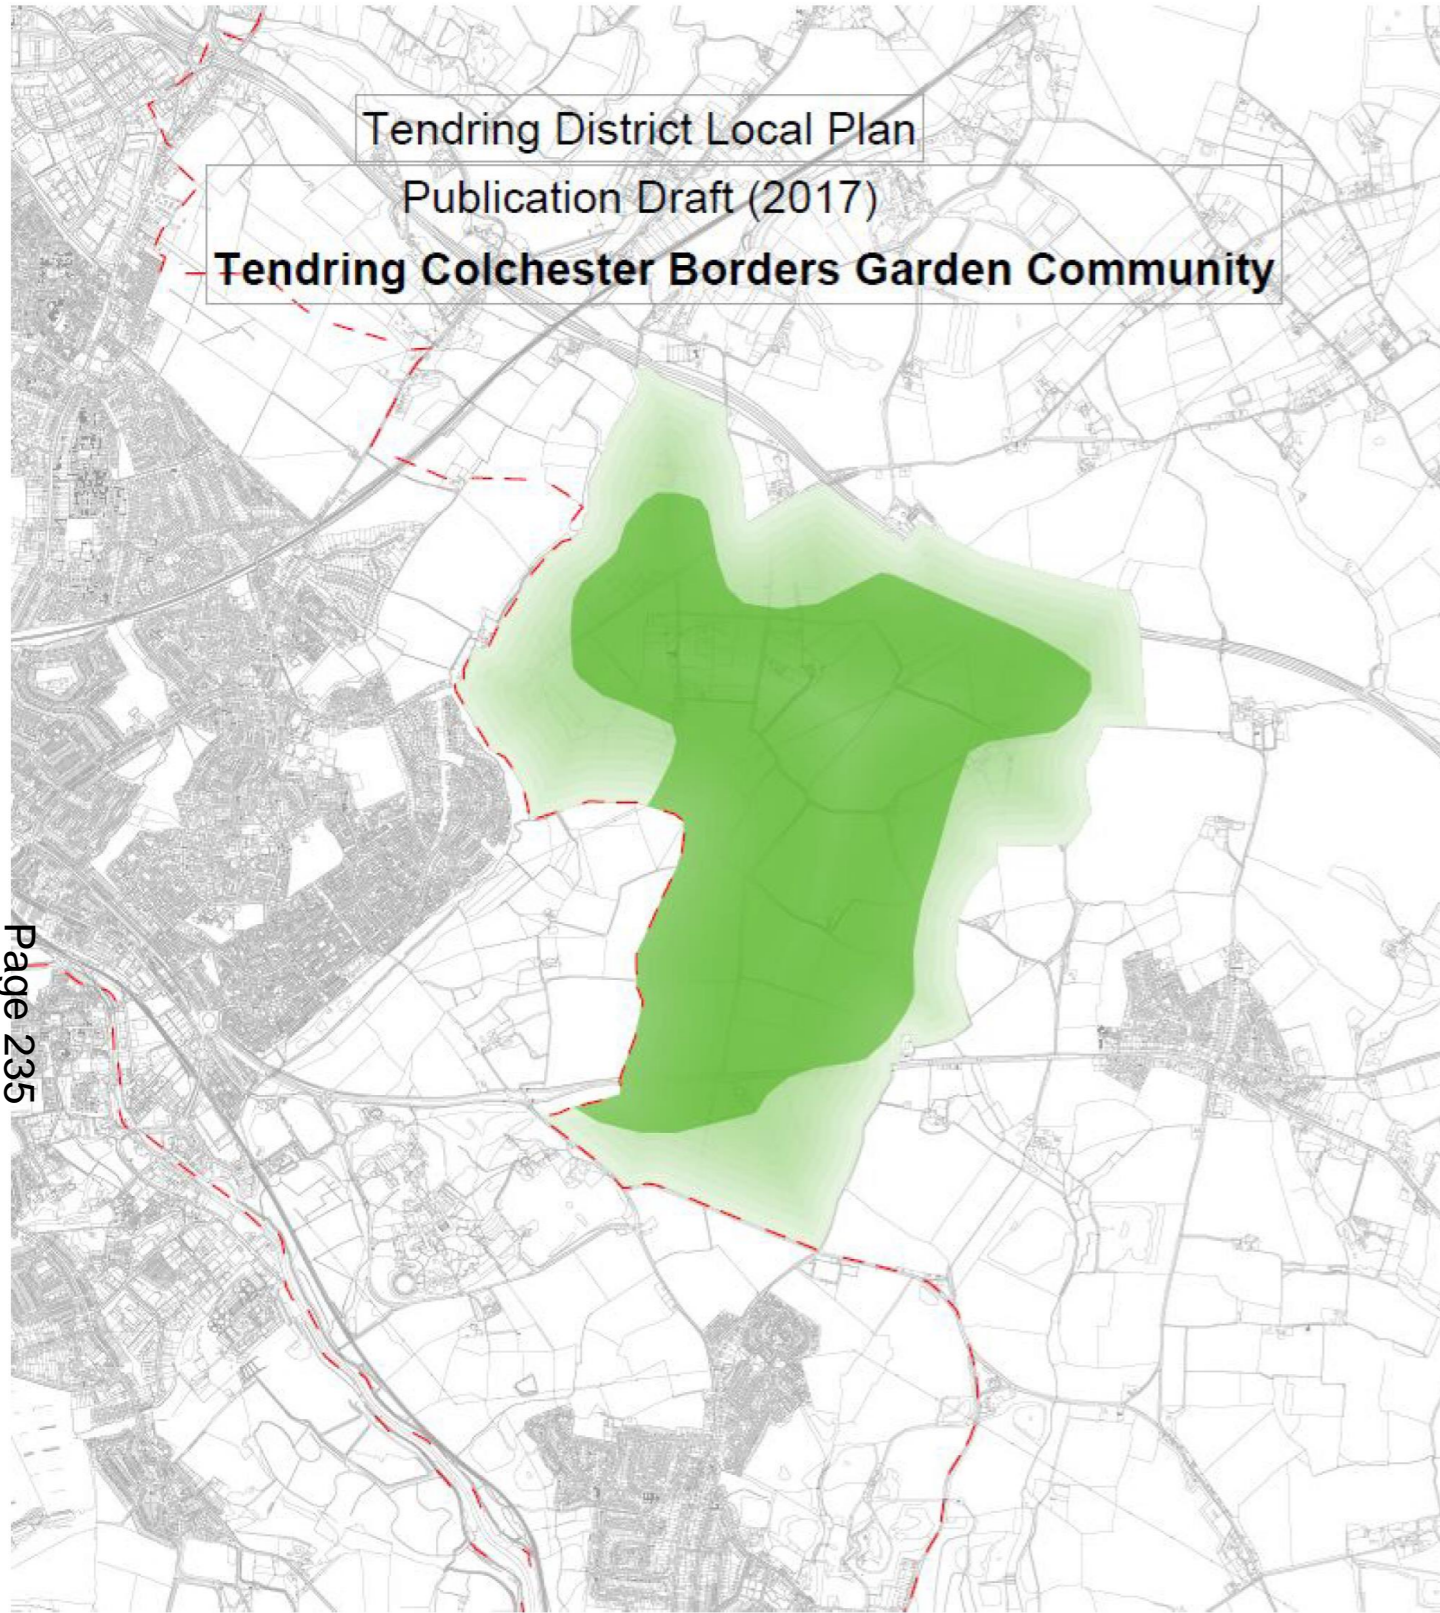 Tendring District Local Plan
Publication Draft (2017)
Tendring Colchester Borders Garden Community
Page 235